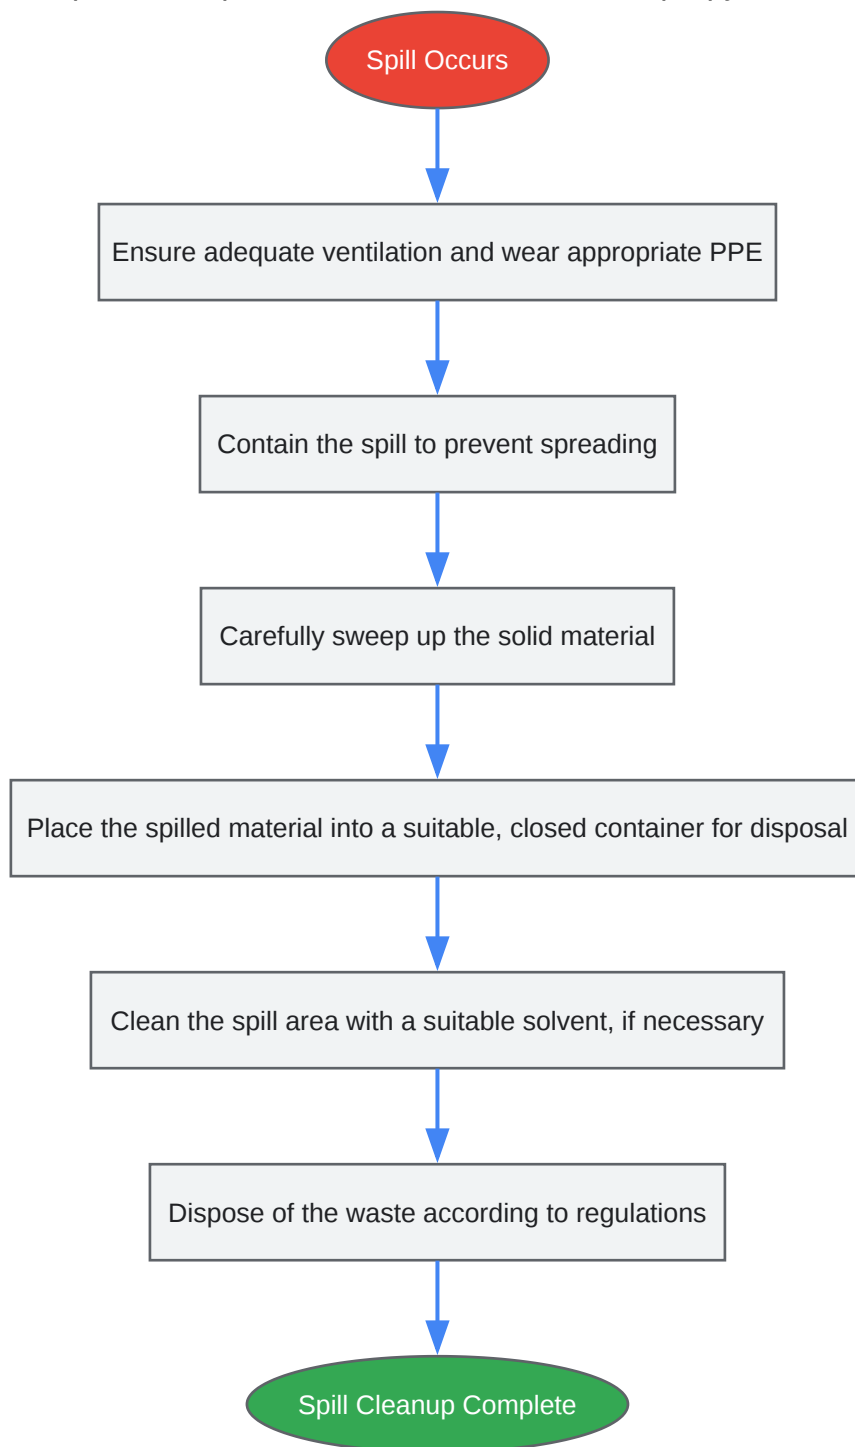 Spill Occurs
Ensure adequate ventilation and wear appropriate PPE
Contain the spill to prevent spreading
Carefully sweep up the solid material
Place the spilled material into a suitable, closed container for disposal
Clean the spill area with a suitable solvent, if necessary
Dispose of the waste according to regulations
Spill Cleanup Complete